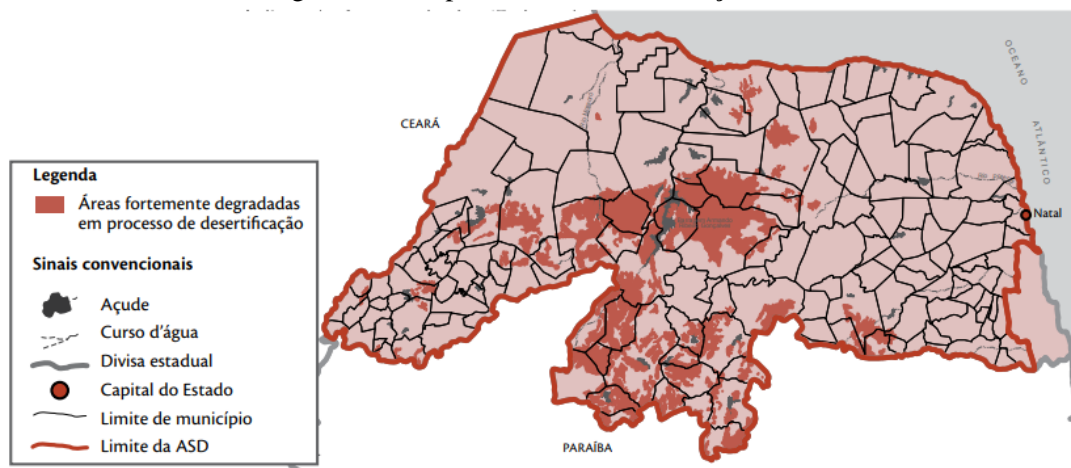 OCEANO
ATLÂNTICO
CEARÁ
Natal
PARAÍBA
Legenda
Áreas fortemente degradadas
em processo de desertificação
Sinais convencionais
Açude
Curso d'água
Divisa estadual
Capital do Estado
Limite de município
Limite da ASD